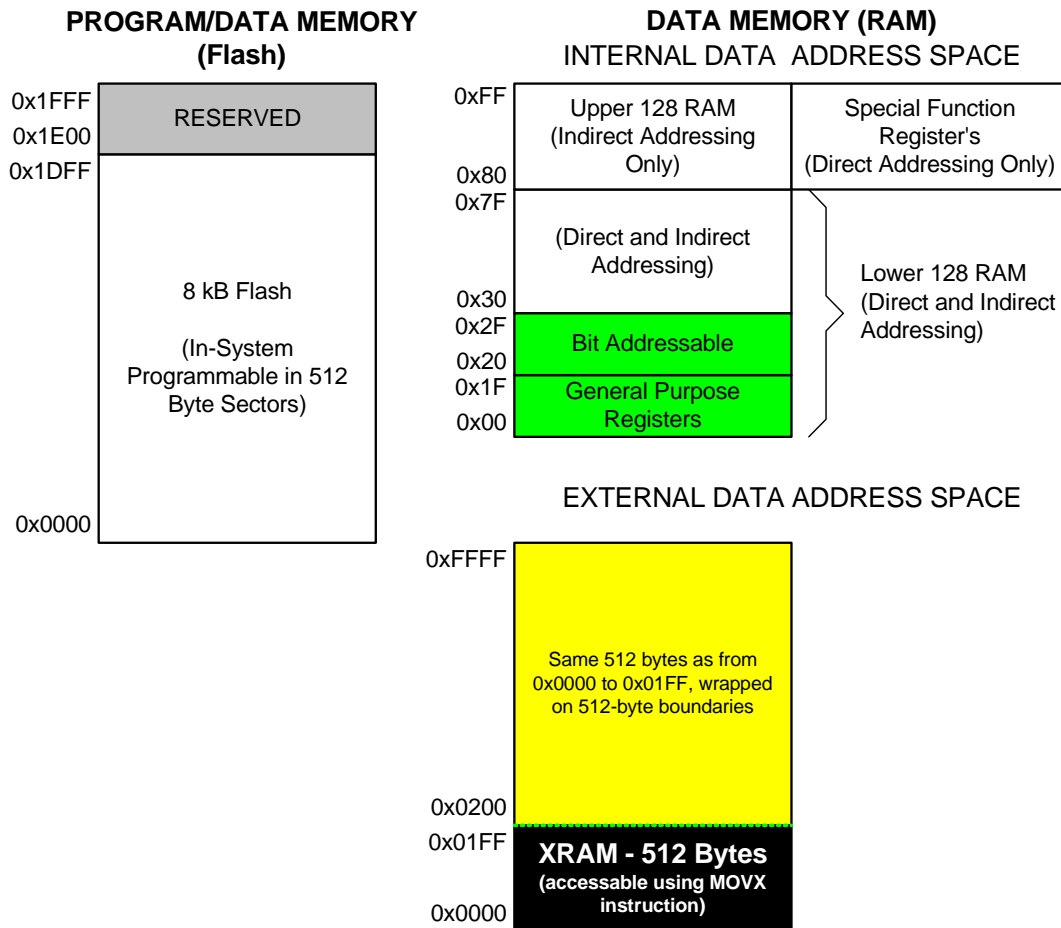 PROGRAM/DATA MEMORY
(Flash)
0x1FFF
RESERVED
0x1E00
0x1DFF
8 kB Flash
(In-System
Programmable in 512
Byte Sectors)
0x0000
DATA MEMORY (RAM)
INTERNAL DATA ADDRESS SPACE
0xFF
Upper 128 RAM
(Indirect Addressing
Only)
0x80
Special Function
Register's
(Direct Addressing Only)
0x7F
(Direct and Indirect
Addressing)
0x30
Lower 128 RAM
(Direct and Indirect
Addressing)
0x2F
Bit Addressable
0x20
0x1F
General Purpose
Registers
0x00
EXTERNAL DATA ADDRESS SPACE
0xFFFF
Same 512 bytes as from
0x0000 to 0x01FF, wrapped
on 512-byte boundaries
0x0200
0x01FF
XRAM - 512 Bytes
(accessable using MOVX
instruction)
0x0000